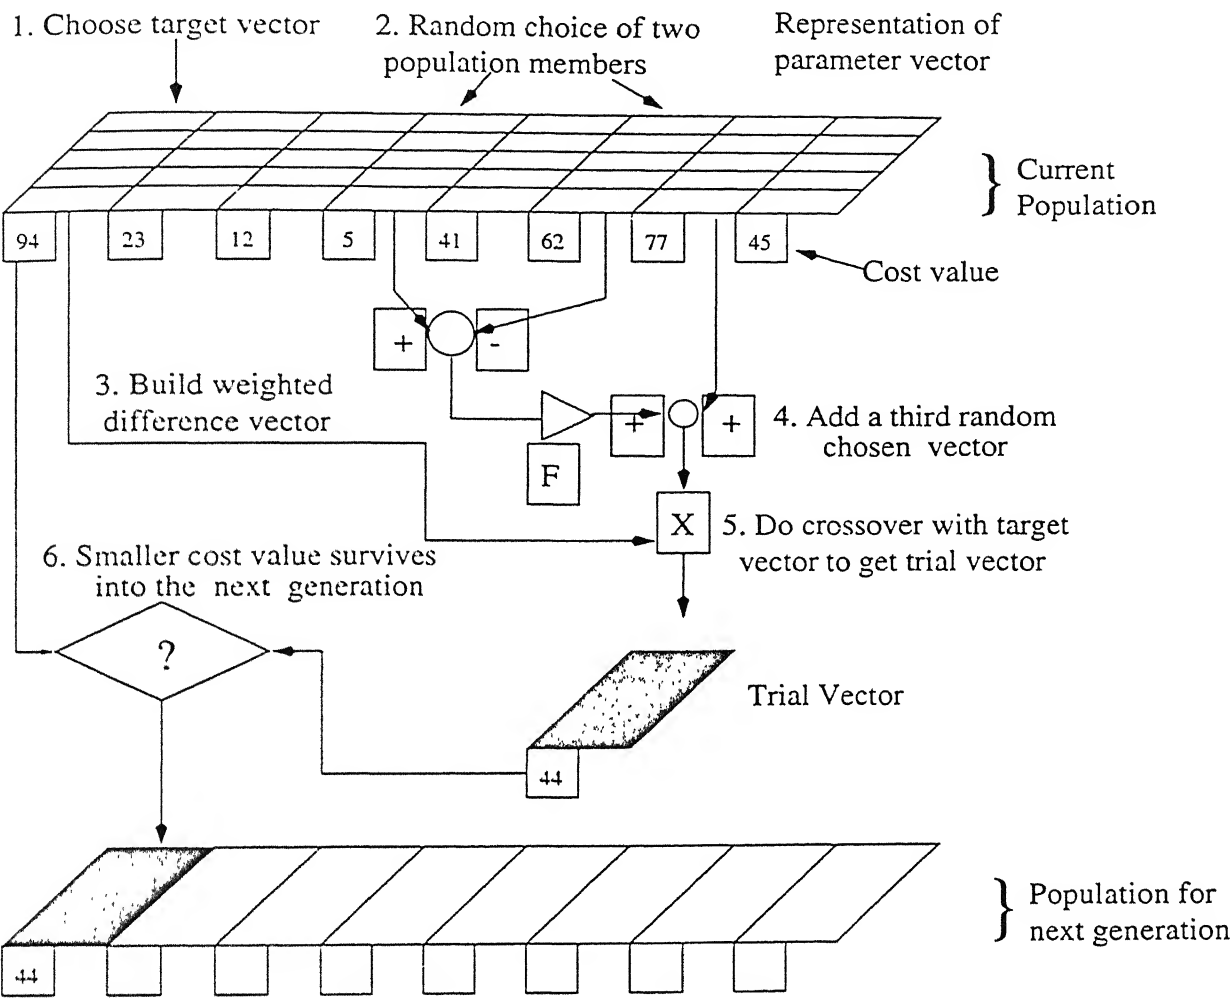 1. Choose target vector
2. Random choice of two
population members
Representation of
parameter vector
Current
Population
94
23
12
5
41
62
77
45
Cost value
+
-
3. Build weighted
difference vector
+
+
4. Add a third random
chosen vector
F
X
5. Do crossover with target
vector to get trial vector
6. Smaller cost value survives
into the next generation
?
Trial Vector
44
Population for
next generation
44